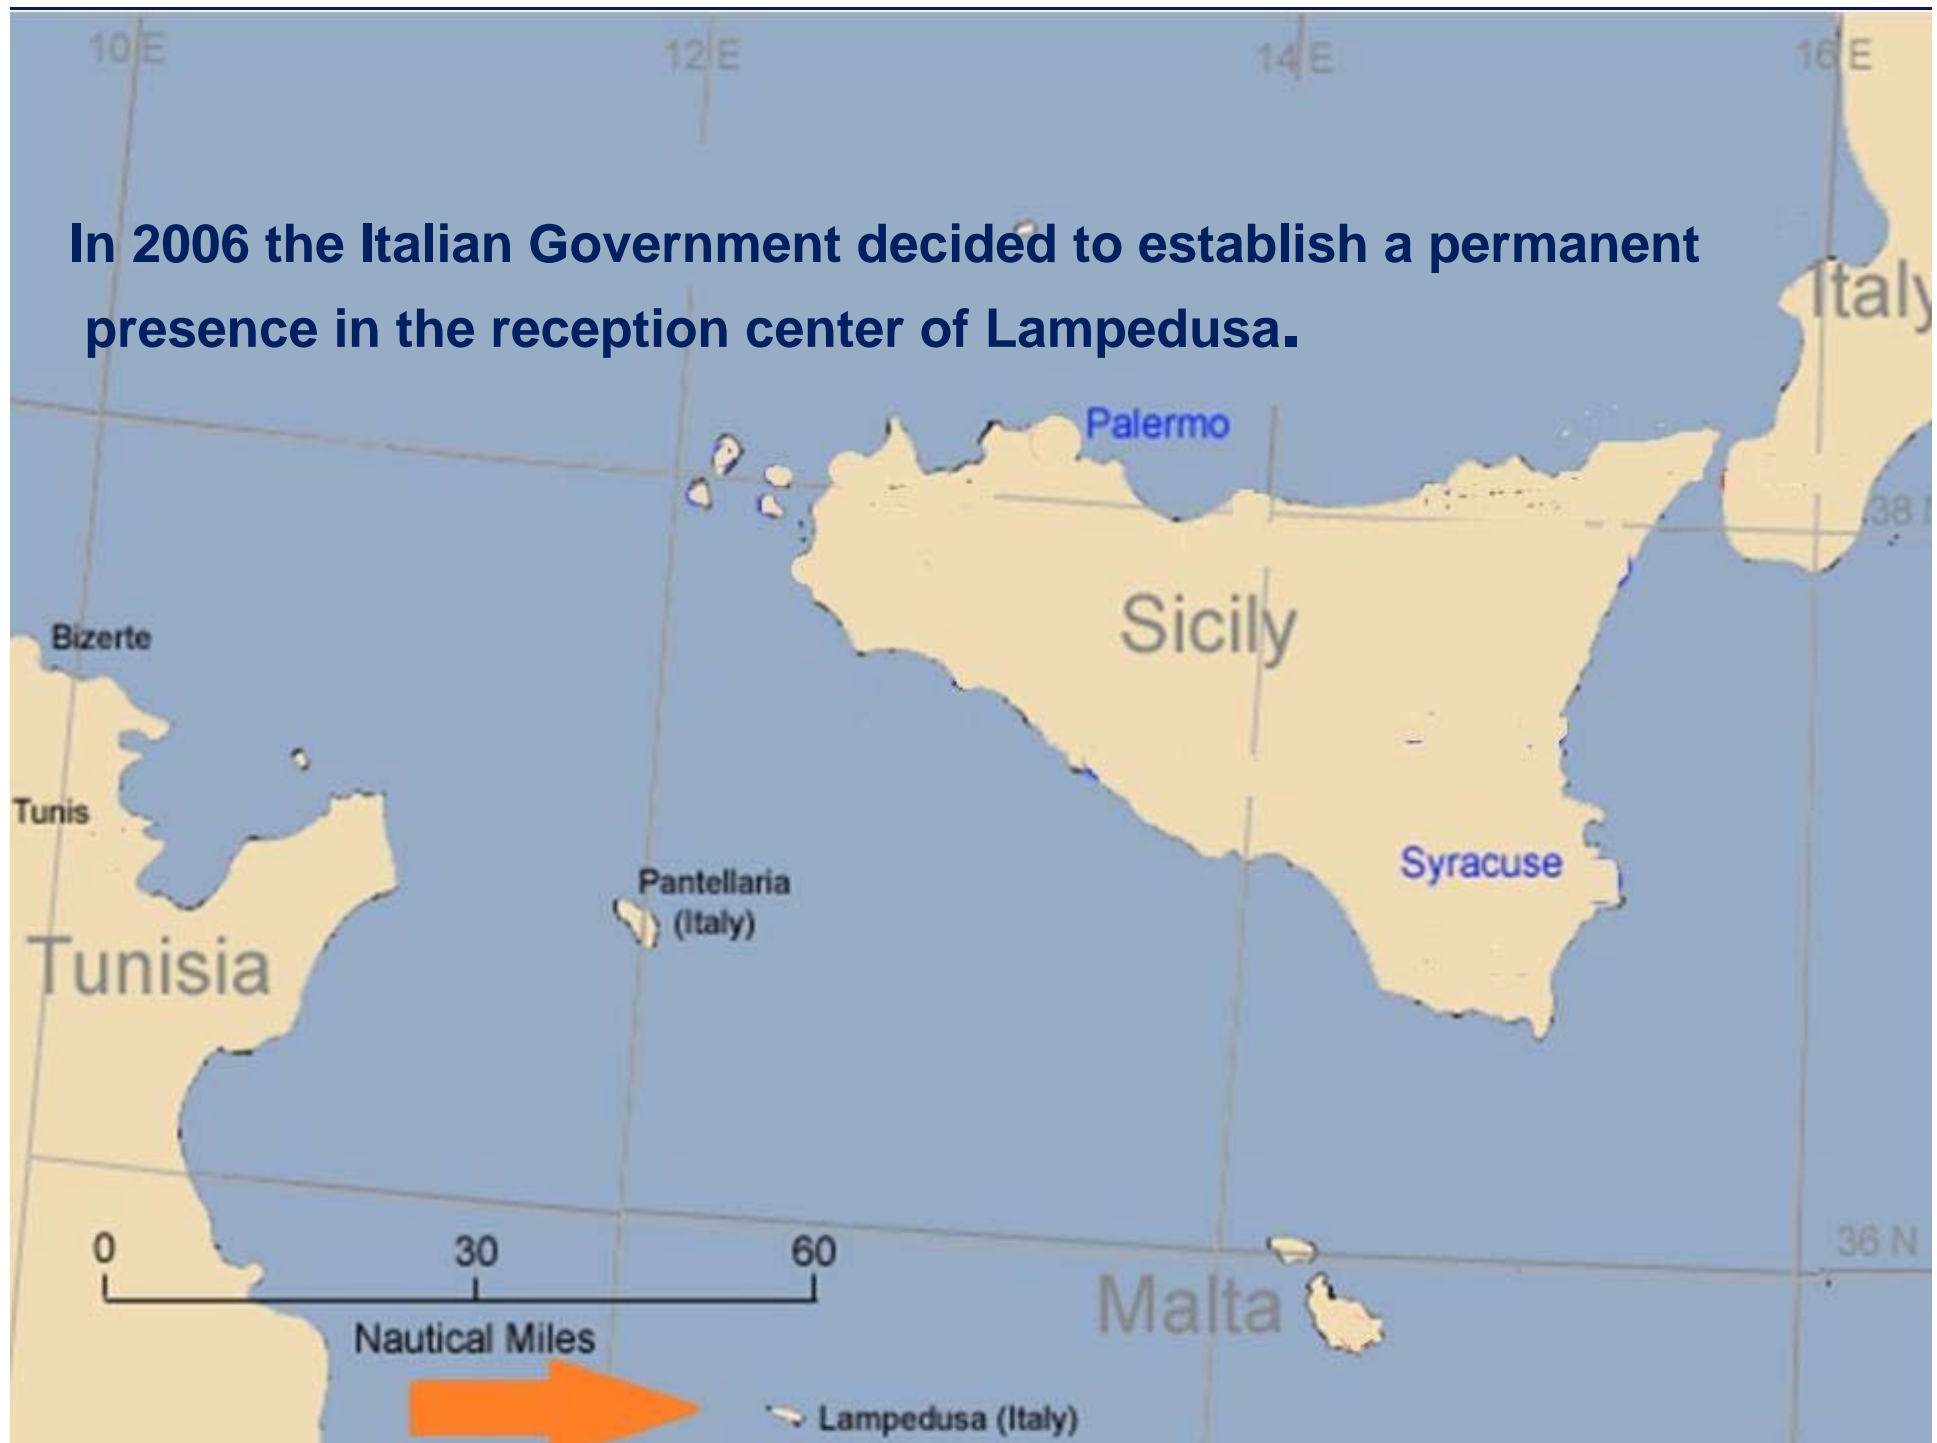 10 E
12 E
14 E
16 E
In 2006 the Italian Government decided to establish a permanent
presence in the reception center of Lampedusa.
Italy
Palermo
38 N
Sicily
Bizerte
Tunis
Syracuse
Pantellaria
(Italy)
Tunisia
0 30 60
36 N
Malta
Nautical Miles
Lampedusa (Italy)